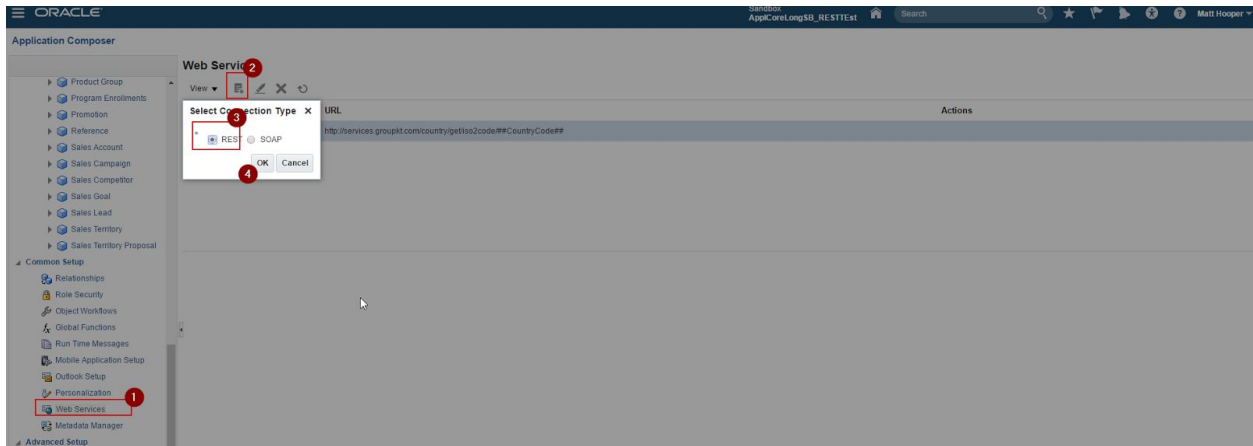 ORACLE
Sandbox
ApplCoreLongSB_RESTTEst
Search
Matt Hooper
Application Composer
Product Group
Program Enrollments
Promotion
Reference
Sales Account
Sales Campaign
Sales Competitor
Sales Goal
Sales Lead
Sales Territory
Sales Territory Proposal
Common Setup
Relationships
Role Security
Object Workflows
Global Functions
Run Time Messages
Mobile Application Setup
Outlook Setup
Personalization
1
Web Services
Metadata Manager
Advanced Setup
2
View
URL
Actions
http://services.groupkt.com/country/get/iso2code/##CountryCode##
Select Connection Type
3
REST SOAP
OK Cancel
4